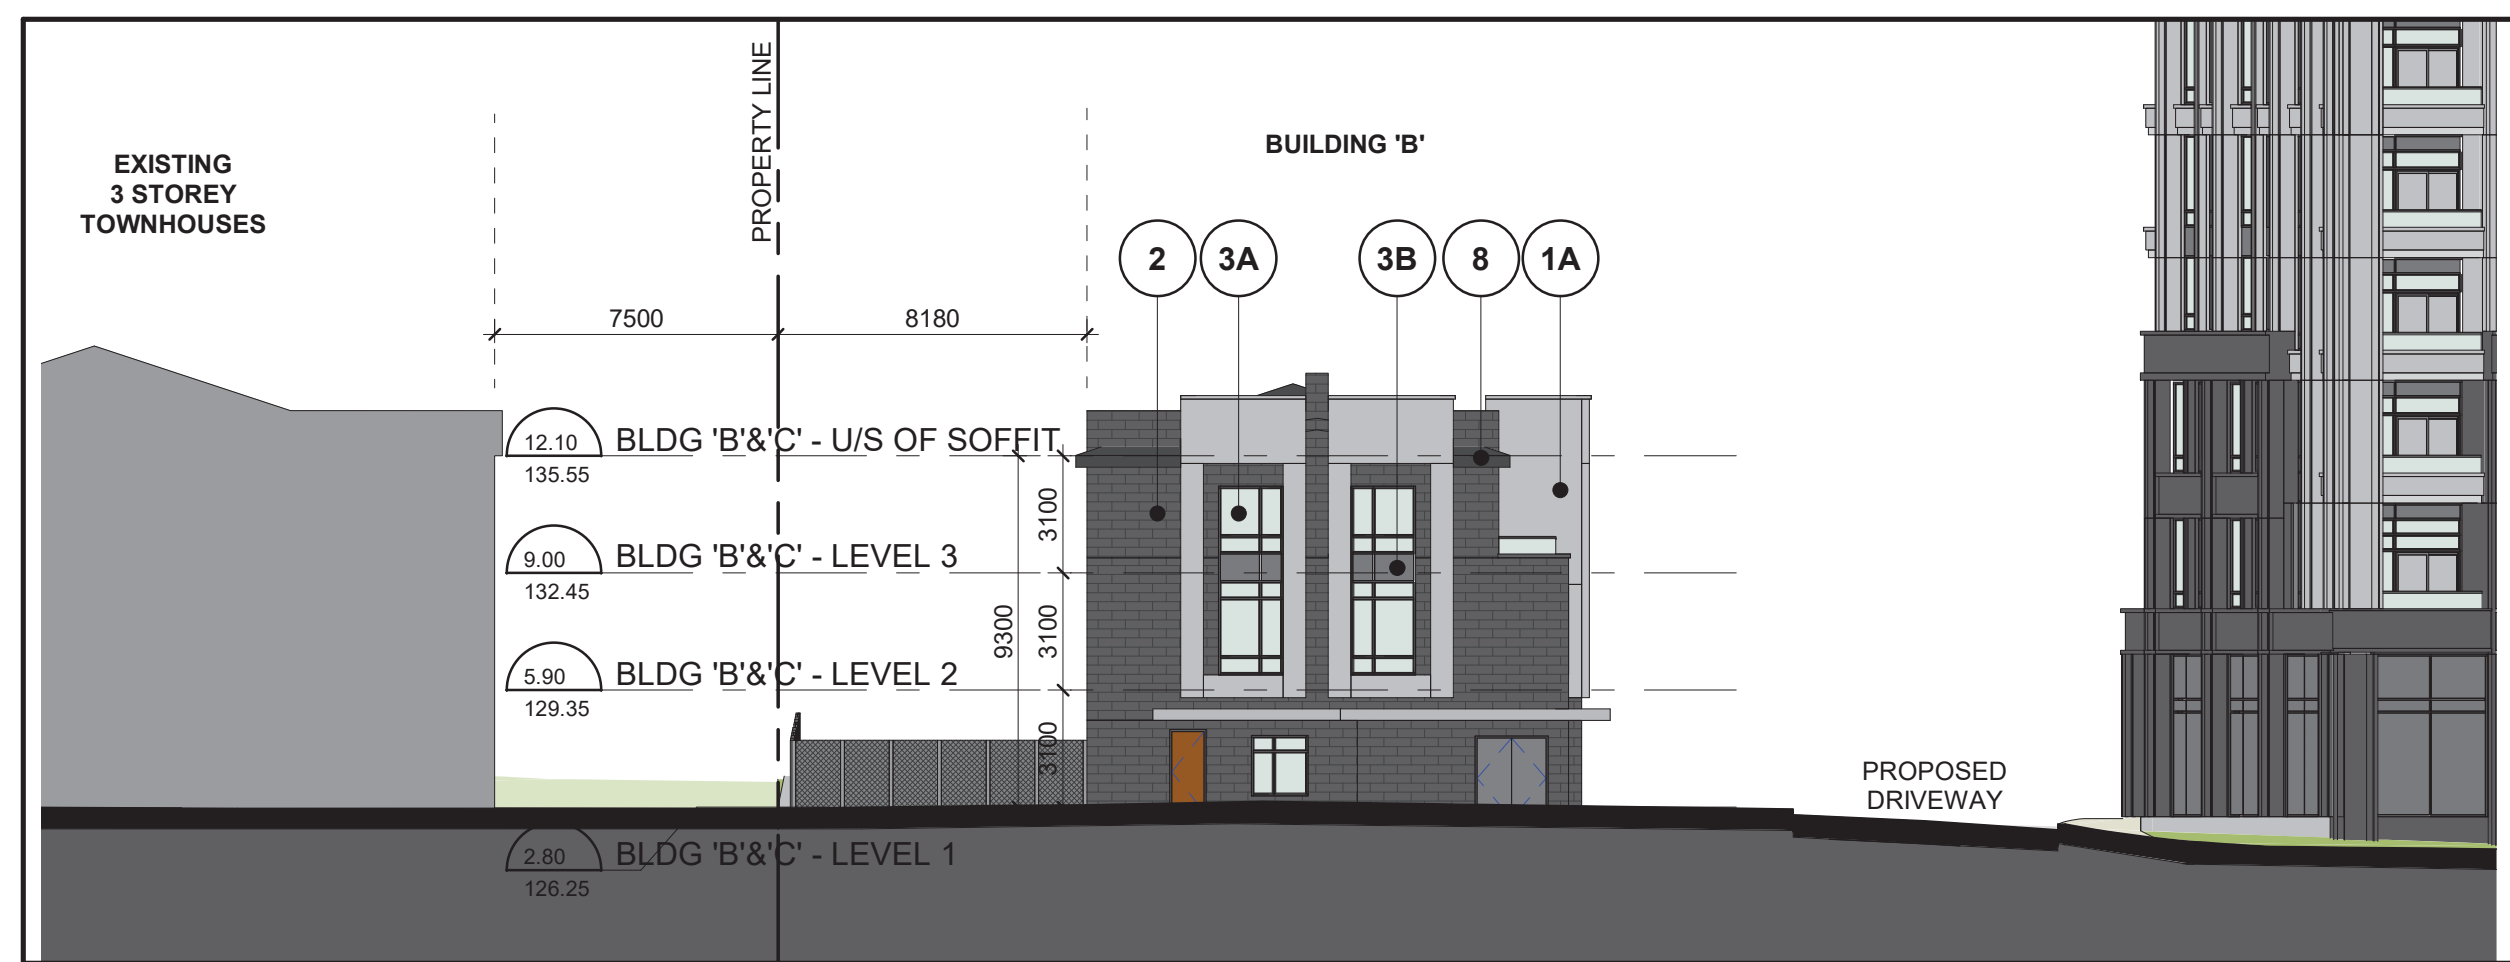 PROPERTY LINE
EXISTING
3 STOREY
TOWNHOUSES
BUILDING 'B'
2
3A
3B
8
1A
7500
8180
12.10
BLDG 'B'&'C' - U/S OF SOFFIT
135.55
3100
9.00
BLDG 'B'&'C' - LEVEL 3
132.45
9300
3100
5.90
BLDG 'B'&'C' - LEVEL 2
129.35
3100
PROPOSED
DRIVEWAY
2.80
BLDG 'B'&'C' - LEVEL 1
126.25